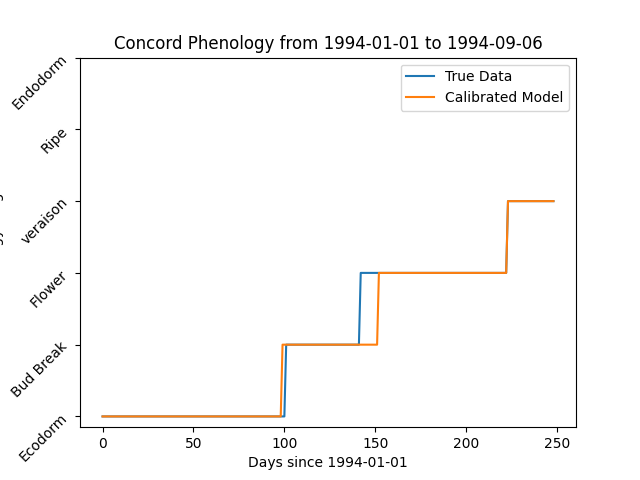 Concord Phenology from 1994-01-01 to 1994-09-06
True Data
Calibrated Model
Endodorm
Ripe
veraison
Flower
Bud Break
Ecodorm
0 50 100 150 200 250
Days since 1994-01-01